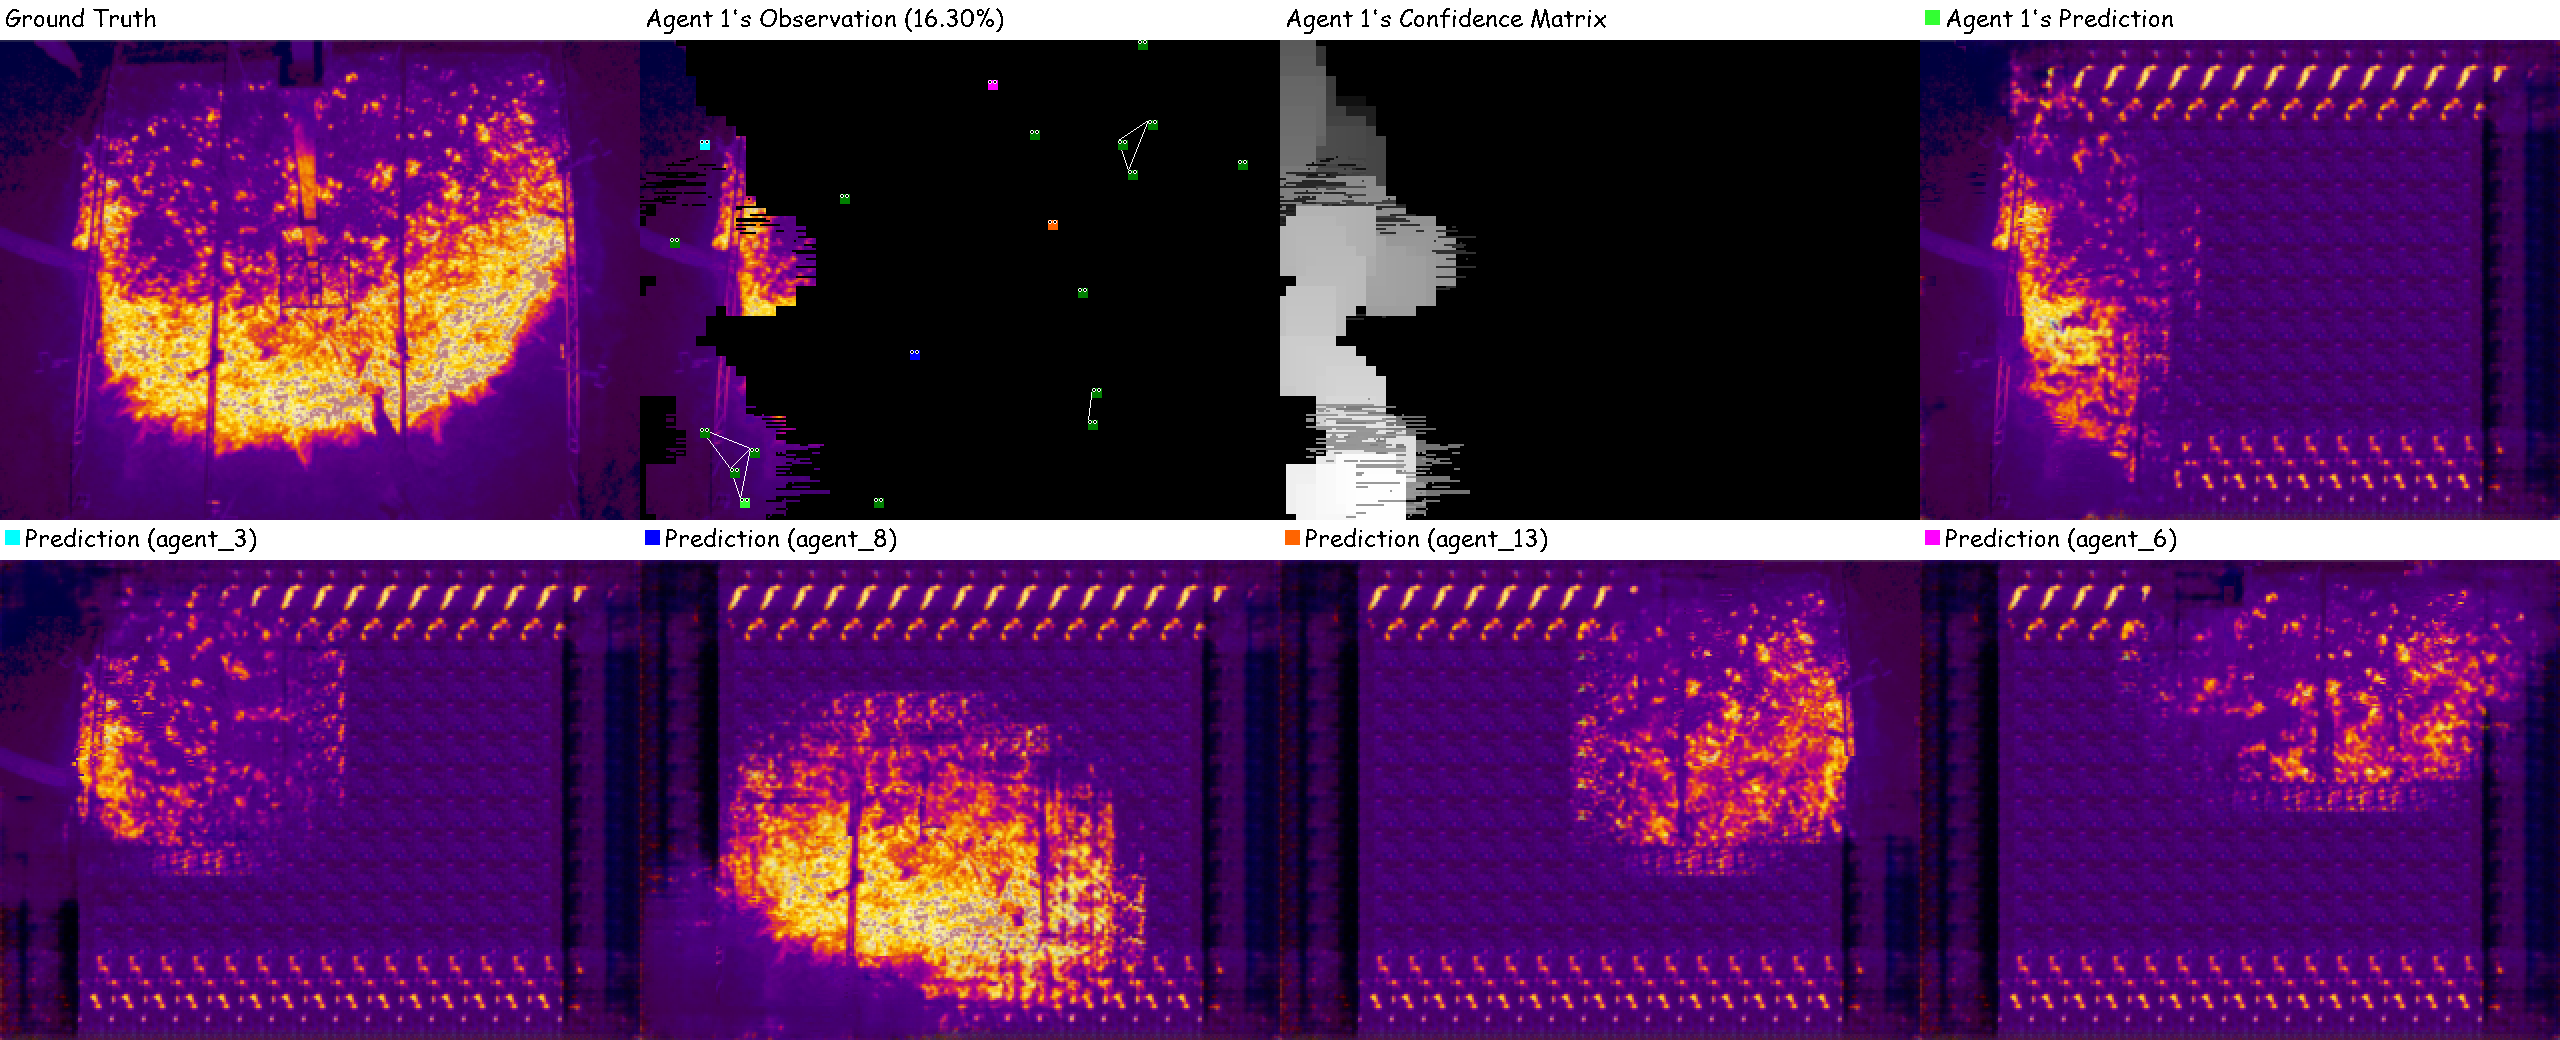 Ground Truth
Agent 1's Observation (16.30%)
Agent 1's Confidence Matrix
Agent 1's Prediction
Prediction (agent_3)
Prediction (agent_8)
Prediction (agent_13)
Prediction (agent_6)